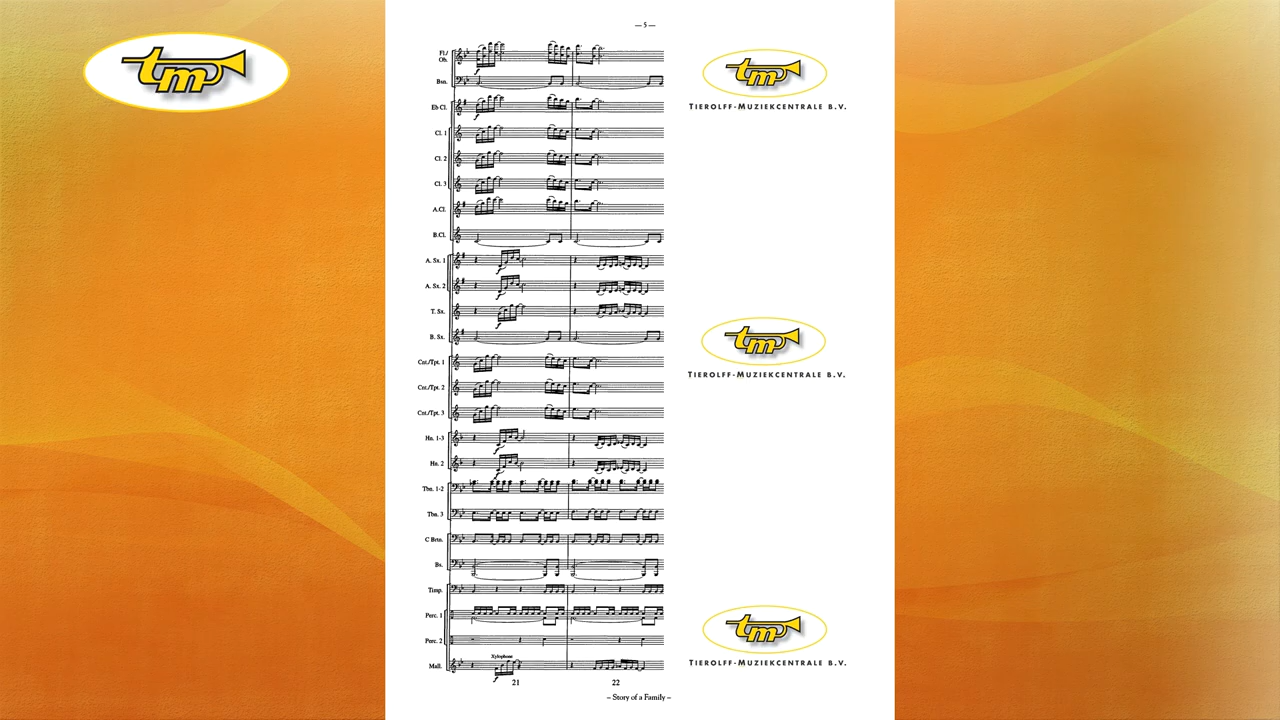 — 5 —
tm
Fl./
Ob.
f
Bsn.
Eb Cl.
f
Cl. 1
Cl. 2
Cl. 3
A.Cl.
B.Cl.
A. Sx. 1
f
A. Sx. 2
f
T. Sx.
f
B. Sx.
Cnt./Tpt. 1
Cnt./Tpt. 2
Cnt./Tpt. 3
Hn. 1-3
f
Hn. 2
f
Tbn. 1-2
Tbn. 3
C Brtn.
Bs.
Timp.
Perc. 1
Perc. 2
Mall.
Xylophone
f
21 22
– Story of a Family –
tm
TIEROLFF-MUZIEKCENTRALE B.V.
tm
TIEROLFF-MUZIEKCENTRALE B.V.
tm
TIEROLFF-MUZIEKCENTRALE B.V.